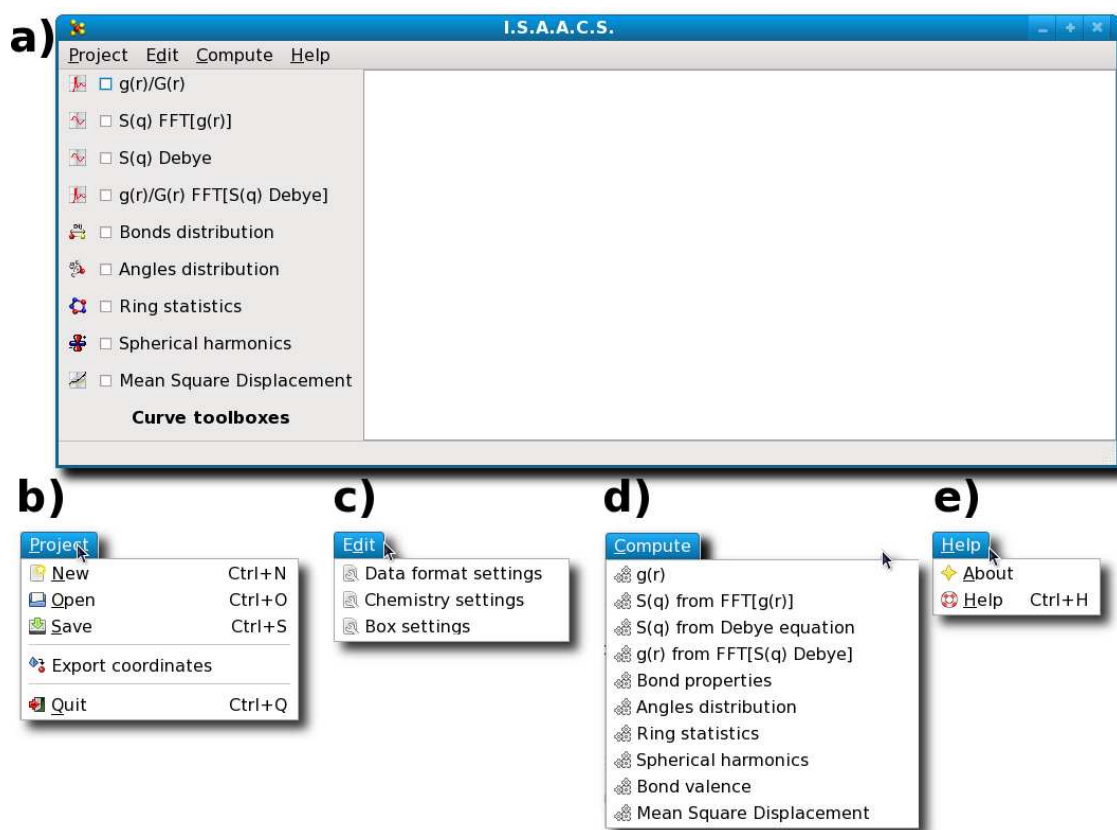 a)
I.S.A.A.C.S.
Project Edit Compute Help
g(r)/G(r)
S(q) FFT[g(r)]
S(q) Debye
g(r)/G(r) FFT[S(q) Debye]
Bonds distribution
Angles distribution
Ring statistics
Spherical harmonics
Mean Square Displacement
Curve toolboxes
b)
Project
New Ctrl+N
Open Ctrl+O
Save Ctrl+S
Export coordinates
Quit Ctrl+Q
c)
Edit
Data format settings
Chemistry settings
Box settings
d)
Compute
g(r)
S(q) from FFT[g(r)]
S(q) from Debye equation
g(r) from FFT[S(q) Debye]
Bond properties
Angles distribution
Ring statistics
Spherical harmonics
Bond valence
Mean Square Displacement
e)
Help
About
Help Ctrl+H